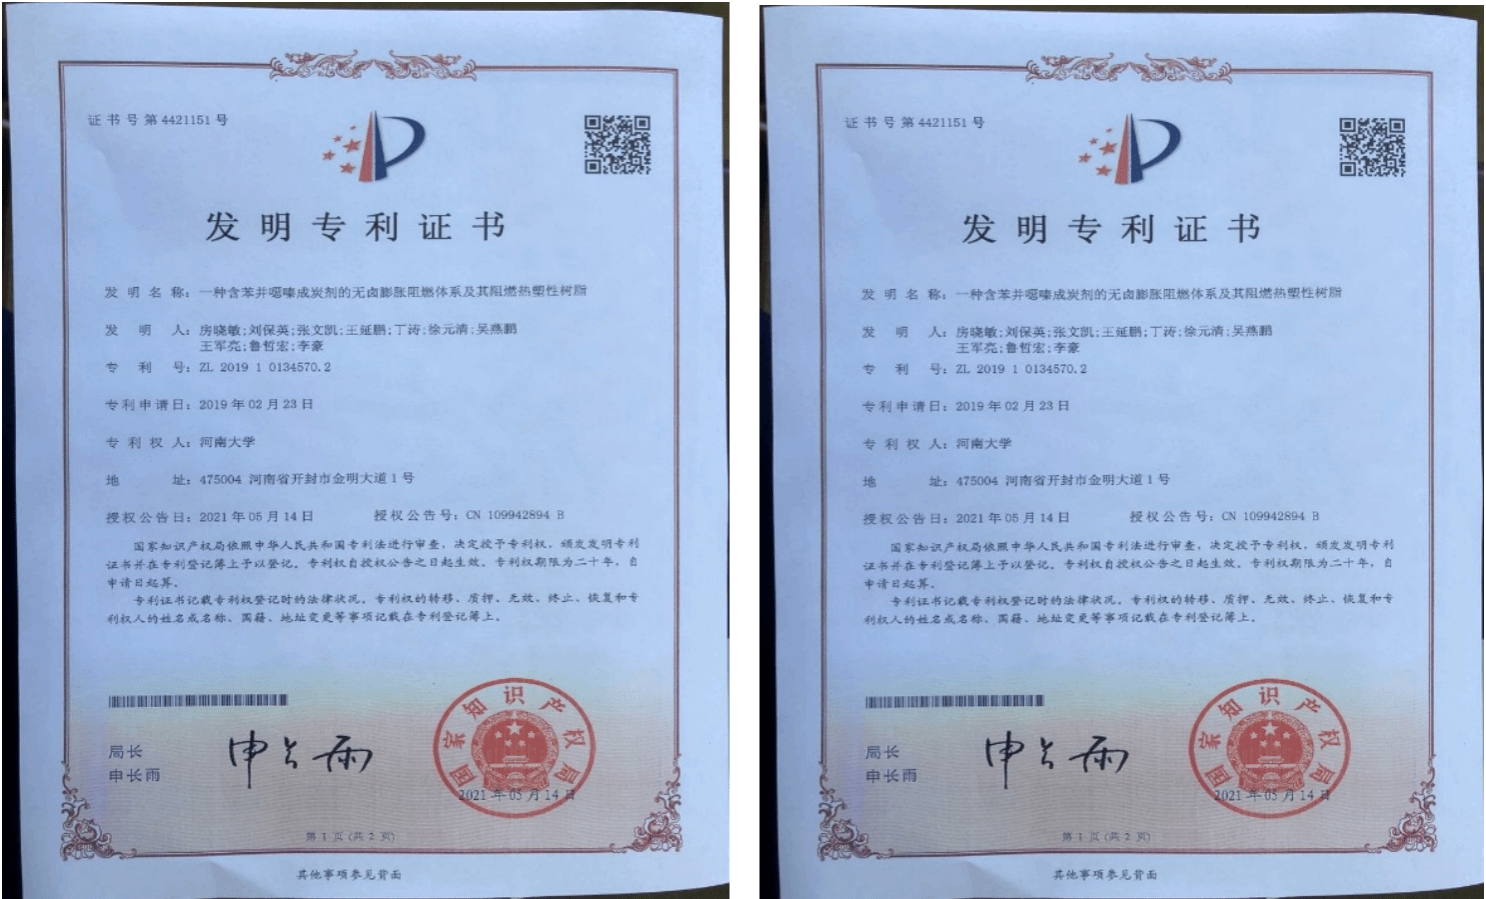 证书号第4421151号
发明专利证书
发明名称：一种含苯并噁嗪成炭剂的无卤膨胀阻燃体系及其阻燃热塑性树脂
发明人：房晓敏;刘保英;张文凯;王延鹏;丁涛;徐元清;吴燕鹏
王军亮;鲁哲宏;李豪
专利号：ZL 2019 1 0134570.2
专利申请日：2019年02月23日
专利权人：河南大学
地址：475004 河南省开封市金明大道1号
授权公告日：2021年05月14日 授权公告号：CN 109942894 B
国家知识产权局依照中华人民共和国专利法进行审查，决定授予专利权，颁发发明专利
证书并在专利登记簿上予以登记。专利权自授权公告之日起生效。专利权期限为二十年，自
申请日起算。
专利证书记载专利权登记时的法律状况。专利权的转移、质押、无效、终止、恢复和专
利权人的姓名或名称、国籍、地址变更等事项记载在专利登记簿上。
局长
申长雨
申长雨
国家知识产权局
2021年05月14日
第1页(共2页)
其他事项参见背面
证书号第4421151号
发明专利证书
发明名称：一种含苯并噁嗪成炭剂的无卤膨胀阻燃体系及其阻燃热塑性树脂
发明人：房晓敏;刘保英;张文凯;王延鹏;丁涛;徐元清;吴燕鹏
王军亮;鲁哲宏;李豪
专利号：ZL 2019 1 0134570.2
专利申请日：2019年02月23日
专利权人：河南大学
地址：475004 河南省开封市金明大道1号
授权公告日：2021年05月14日 授权公告号：CN 109942894 B
国家知识产权局依照中华人民共和国专利法进行审查，决定授予专利权，颁发发明专利
证书并在专利登记簿上予以登记。专利权自授权公告之日起生效。专利权期限为二十年，自
申请日起算。
专利证书记载专利权登记时的法律状况。专利权的转移、质押、无效、终止、恢复和专
利权人的姓名或名称、国籍、地址变更等事项记载在专利登记簿上。
局长
申长雨
申长雨
国家知识产权局
2021年05月14日
第1页(共2页)
其他事项参见背面